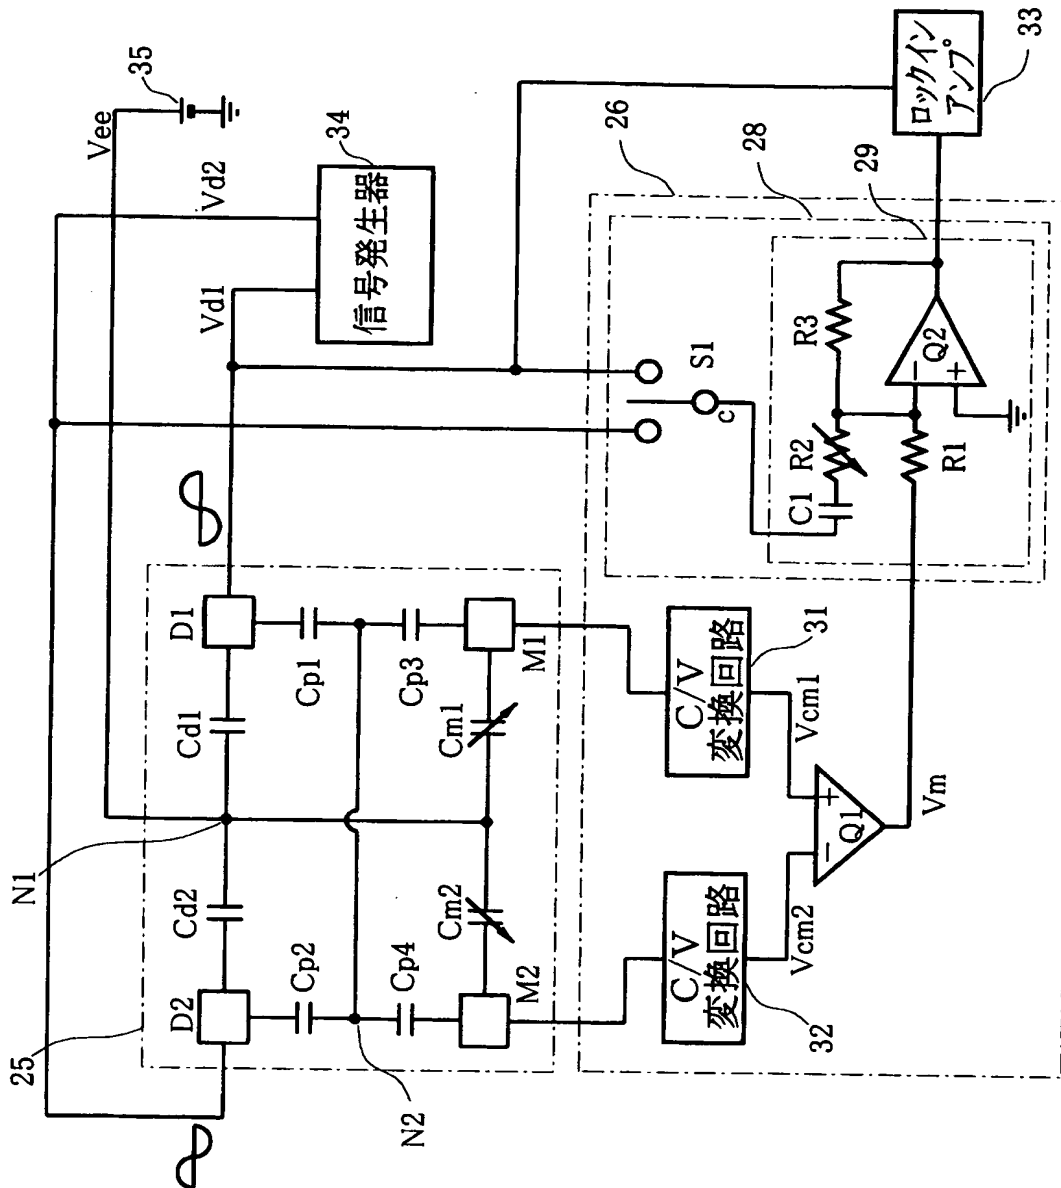 35
Vee
Vd2
34
信号発生器
Vd1
33
ロックイン
アンプ
26
28
29
S1
c
R3
Q2
−
+
R2
C1
R1
25
N1
D2
Cd2
Cd1
D1
Cp2
Cp1
Cp4
Cp3
Cm2
Cm1
M2
M1
N2
C/V
変換回路
32
C/V
変換回路
31
Vcm2
Vcm1
−
+
Q1
Vm